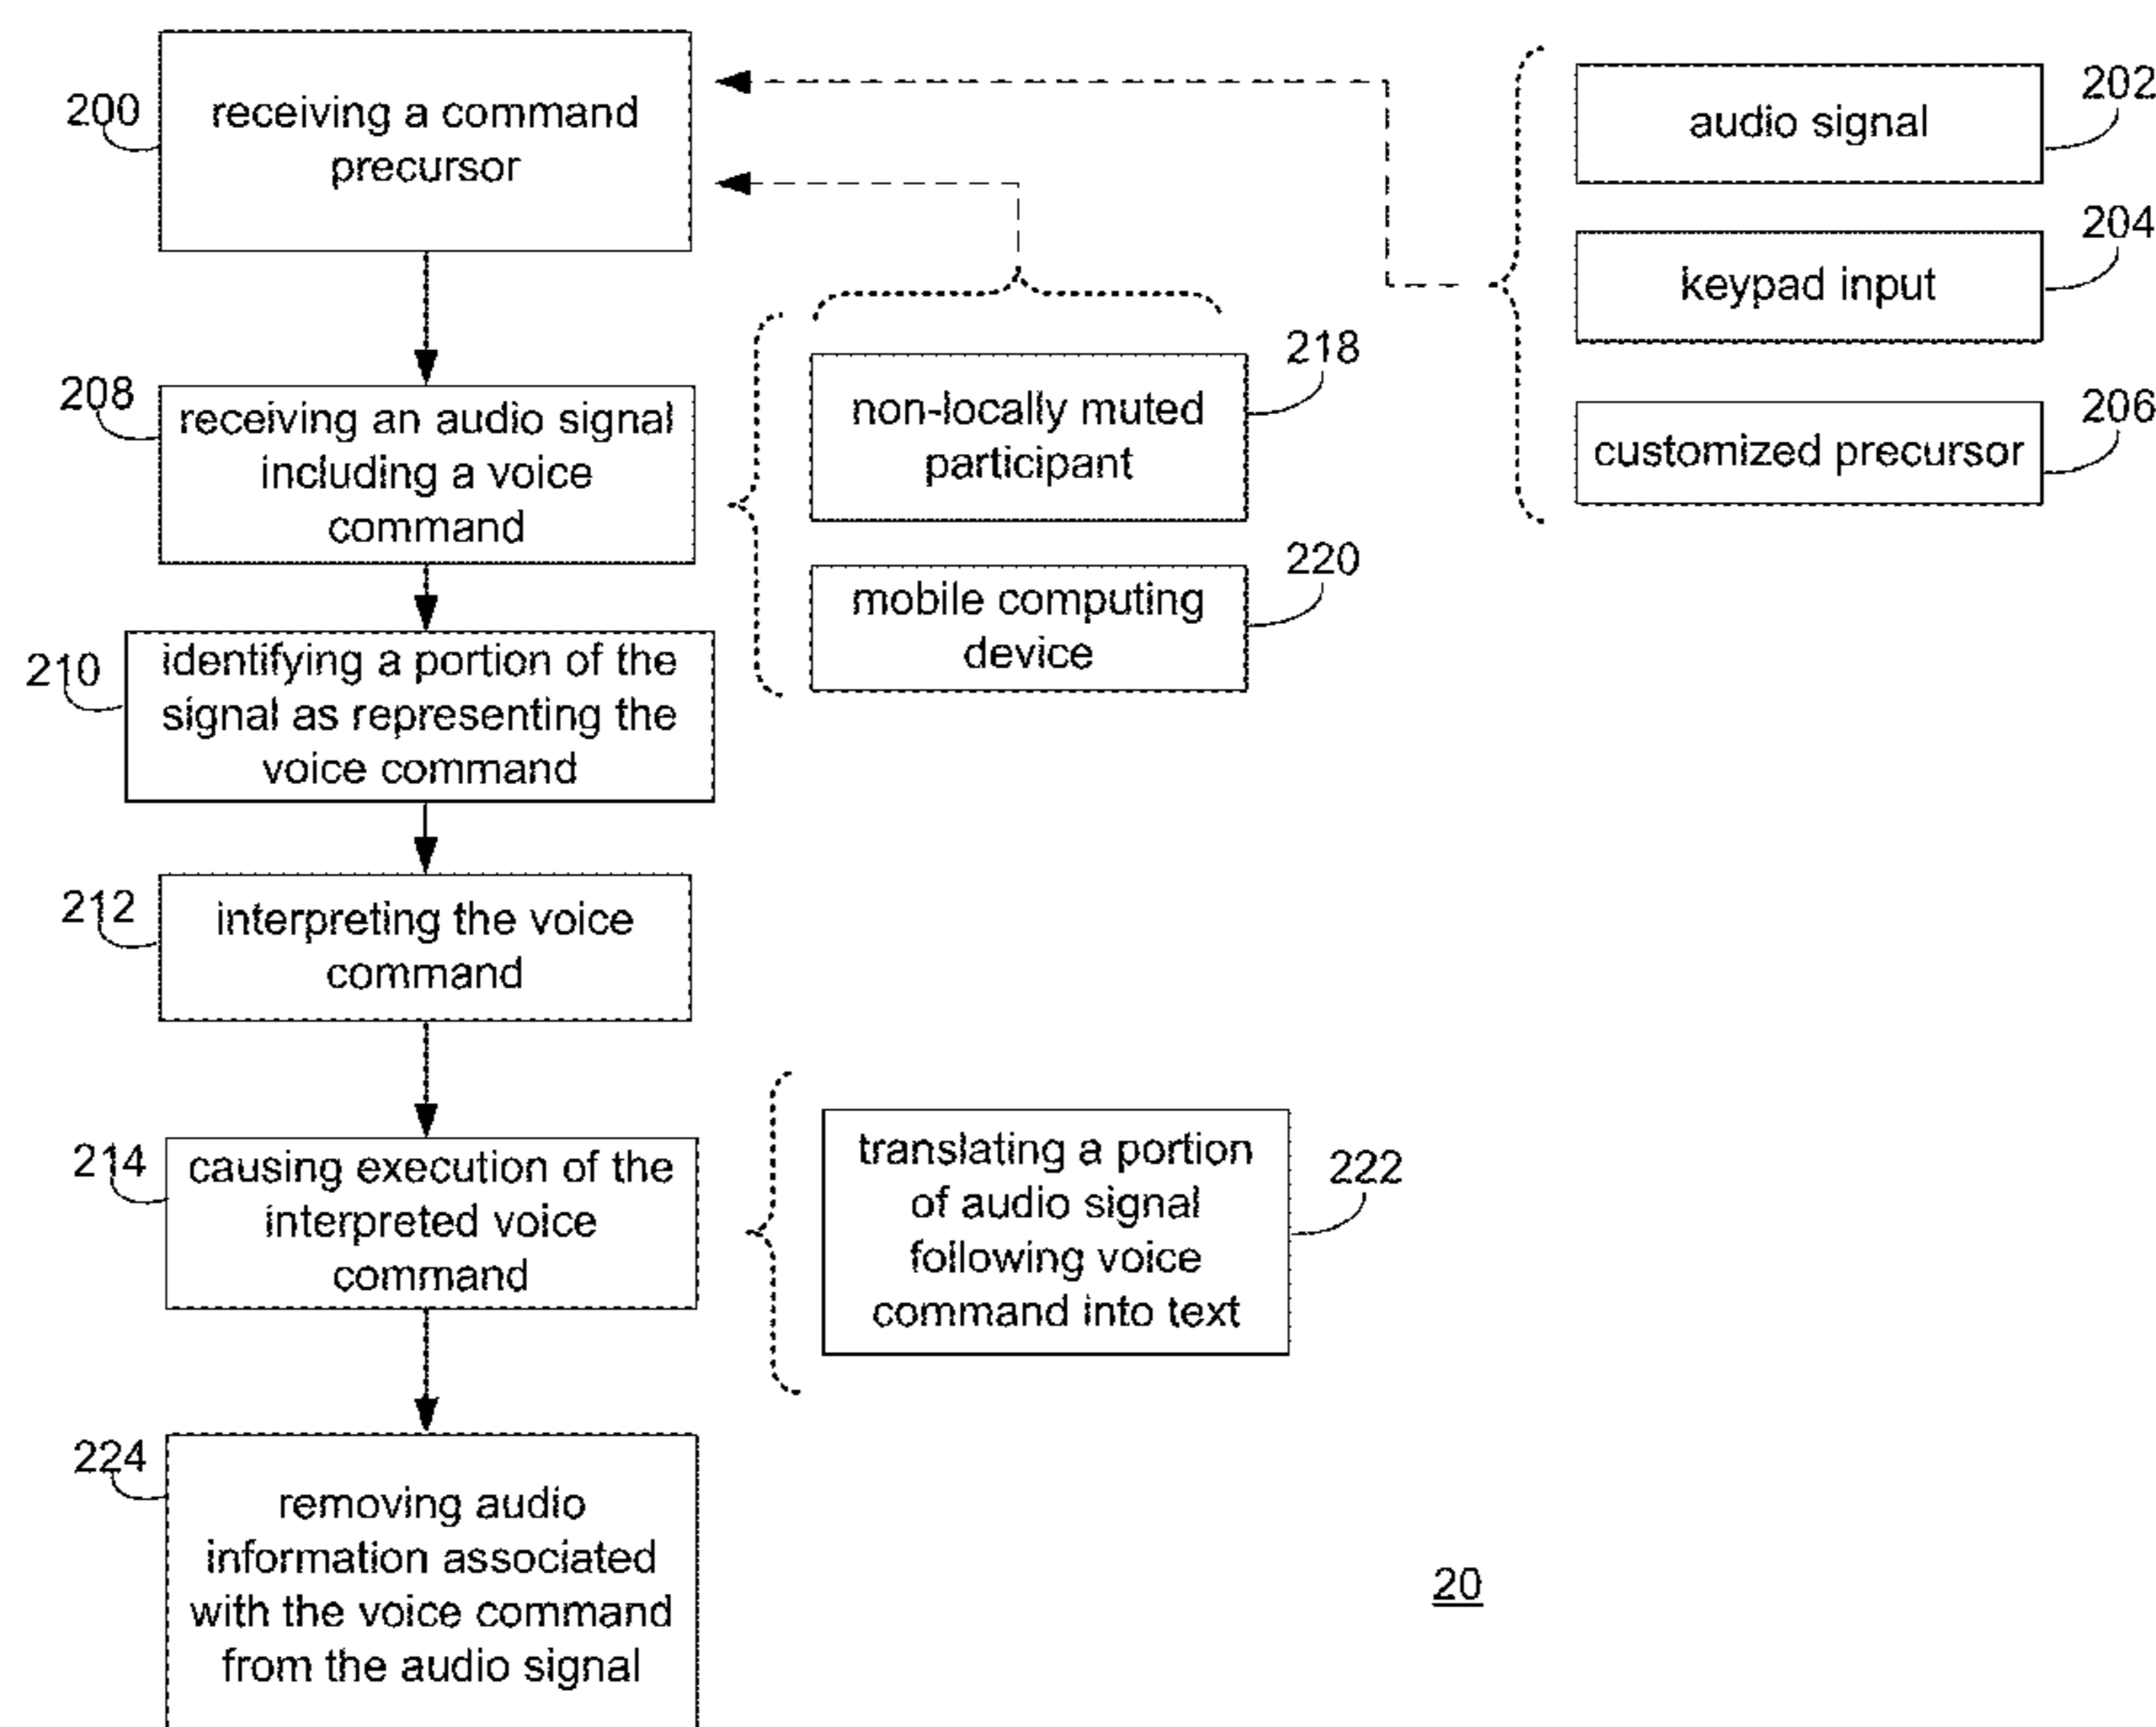 200
receiving a command
precursor
202
audio signal
204
keypad input
206
customized precursor
208
receiving an audio signal
including a voice
command
218
non-locally muted
participant
220
mobile computing
device
210
identifying a portion of the
signal as representing the
voice command
212
interpreting the voice
command
214
causing execution of the
interpreted voice
command
222
translating a portion
of audio signal
following voice
command into text
224
removing audio
information associated
with the voice command
from the audio signal
20